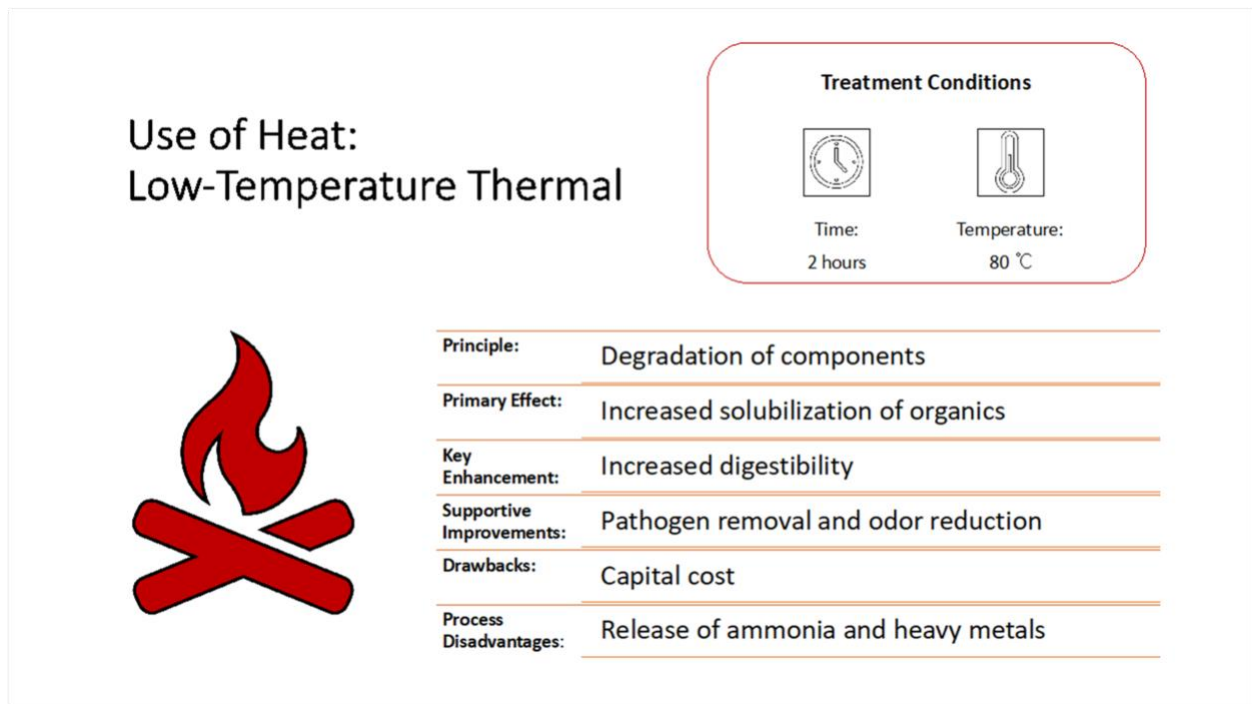 Use of Heat:
Low-Temperature Thermal
Treatment Conditions
Time:
2 hours
Temperature:
80 ℃
Principle:
Degradation of components
Primary Effect:
Increased solubilization of organics
Key
Enhancement:
Increased digestibility
Supportive
Improvements:
Pathogen removal and odor reduction
Drawbacks:
Capital cost
Process
Disadvantages:
Release of ammonia and heavy metals